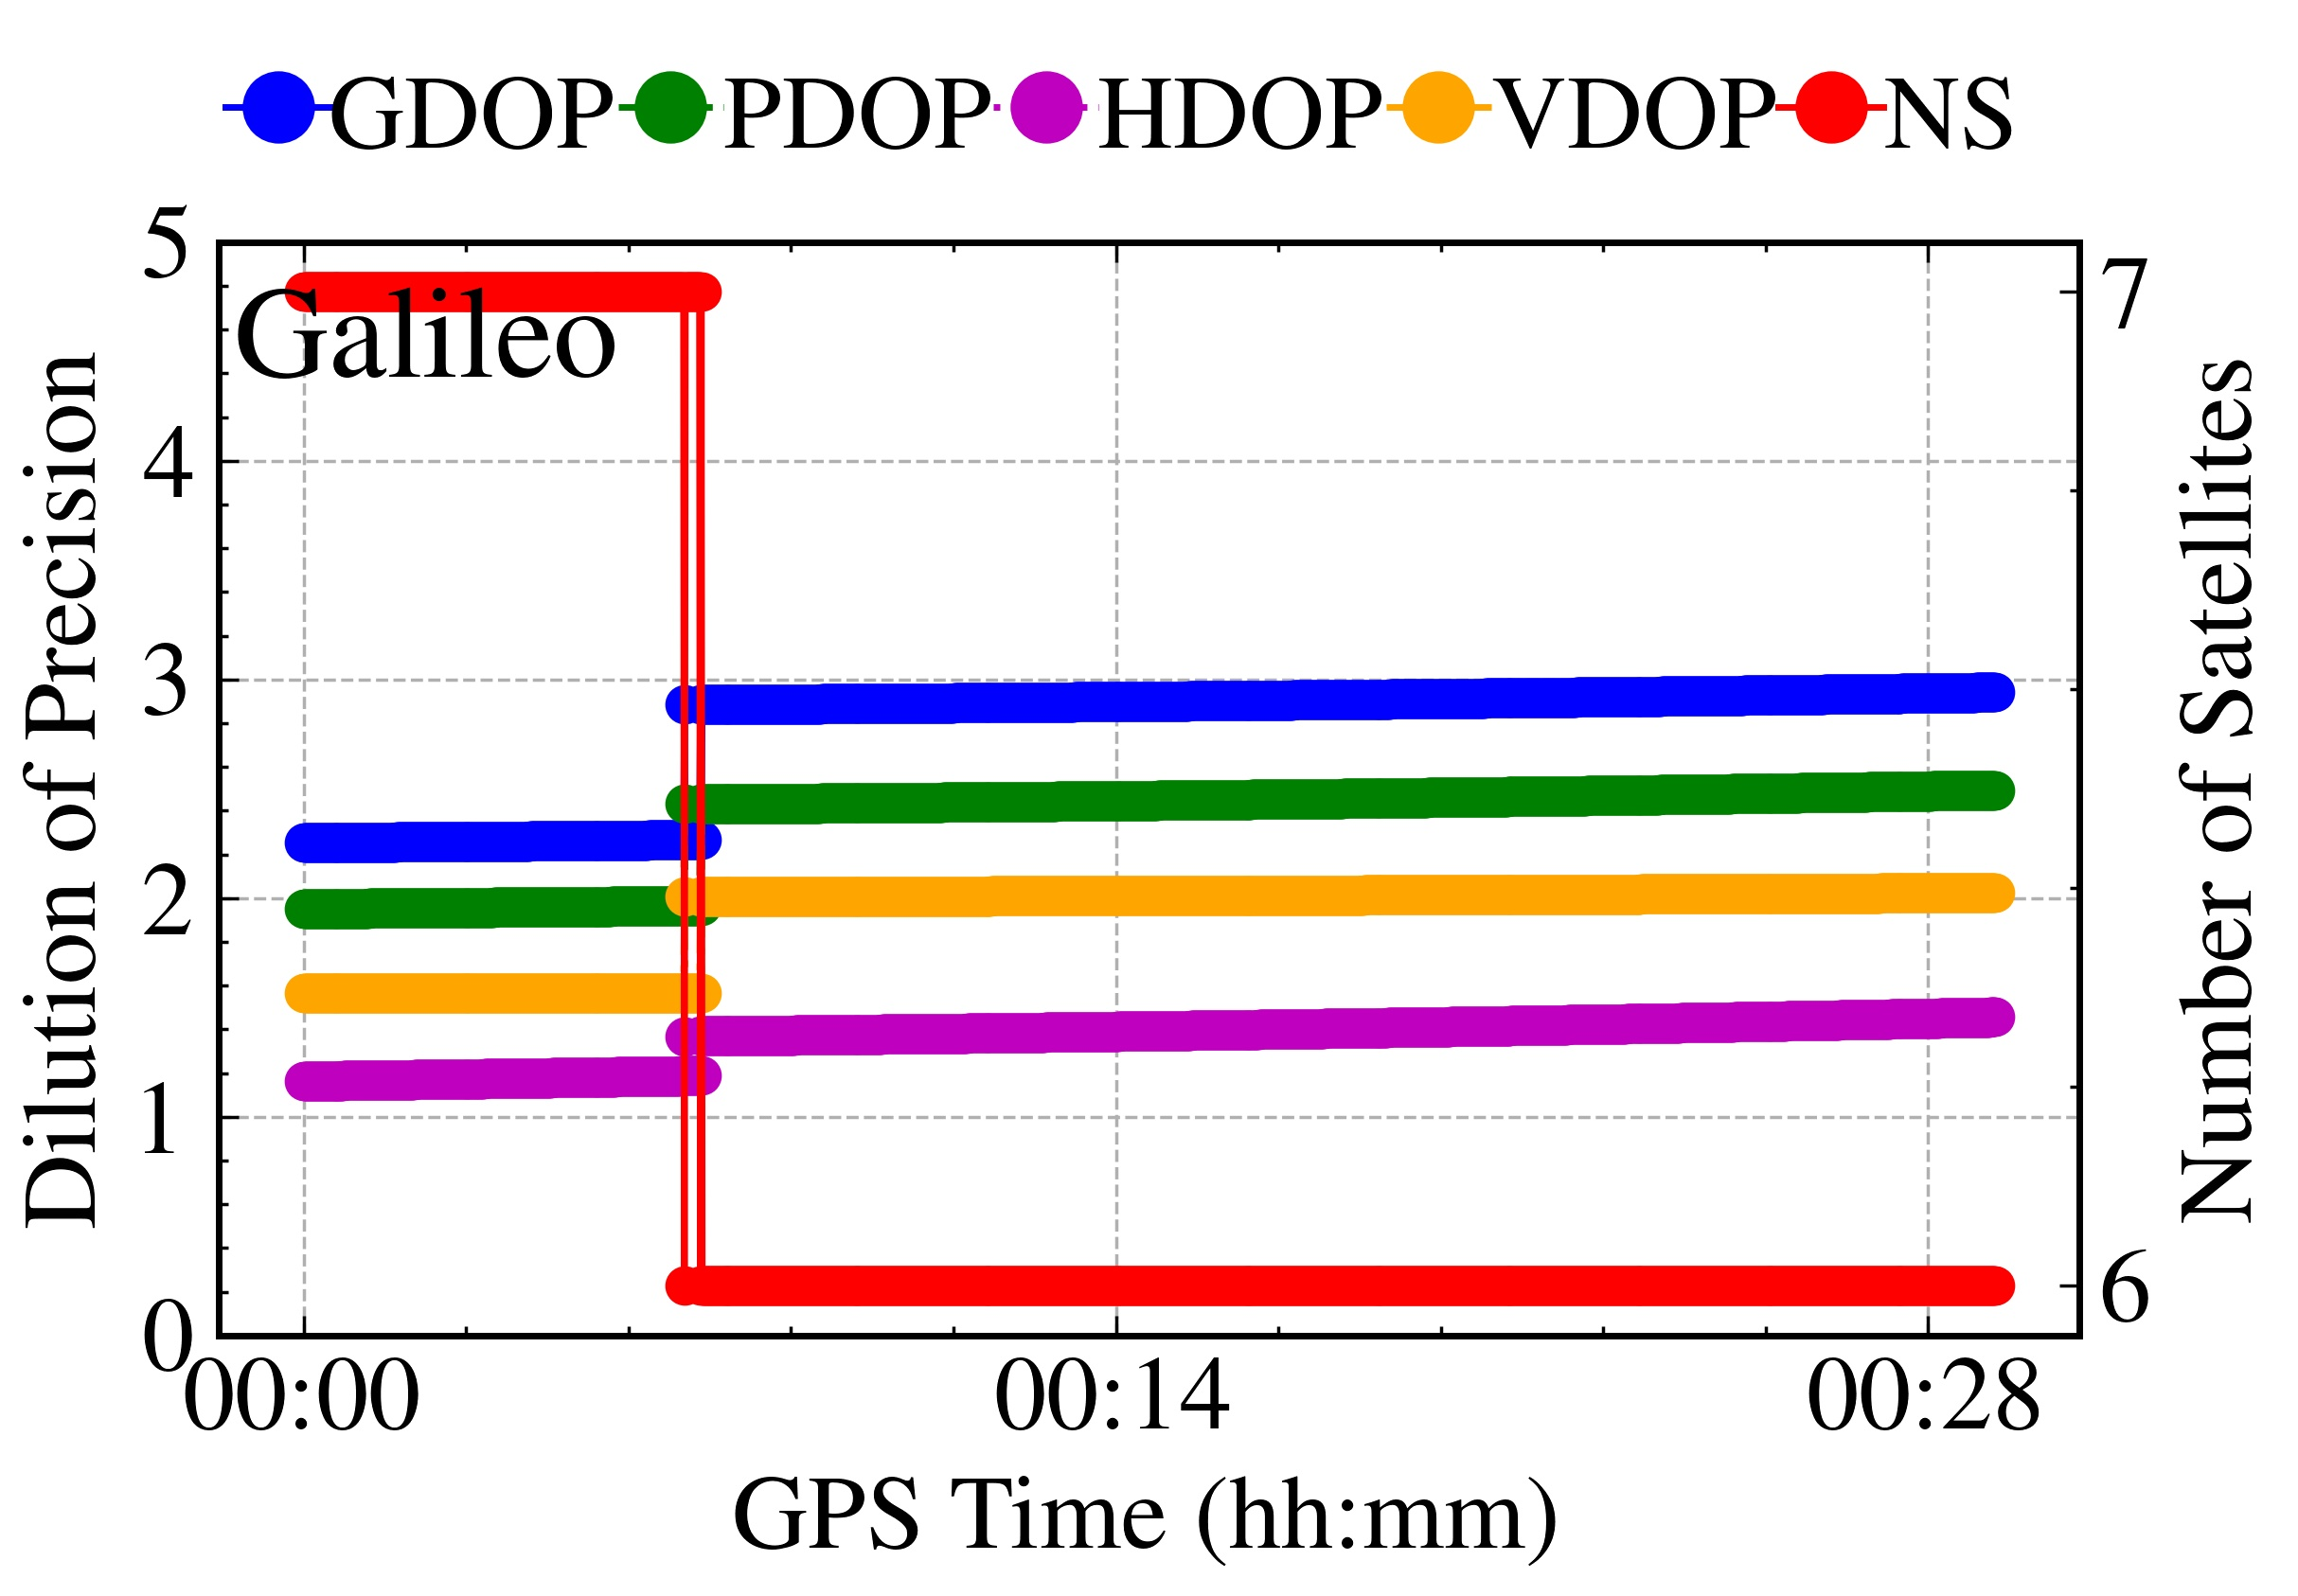 GDOP PDOP HDOP VDOP NS
Galileo
5
4
3
2
1
0
Dilution of Precision
7
6
Number of Satellites
00:00 00:14 00:28
GPS Time (hh:mm)